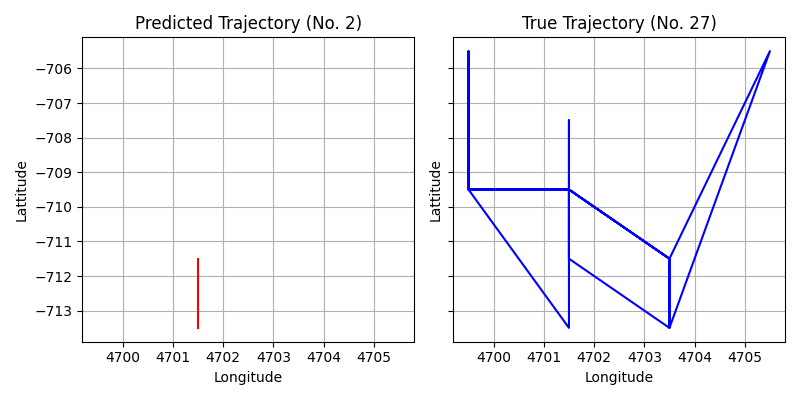 Predicted Trajectory (No. 2)
True Trajectory (No. 27)
−706
−707
−708
−709
−710
−711
−712
−713
Lattitude
Lattitude
4700 4701 4702 4703 4704 4705
4700 4701 4702 4703 4704 4705
Longitude
Longitude